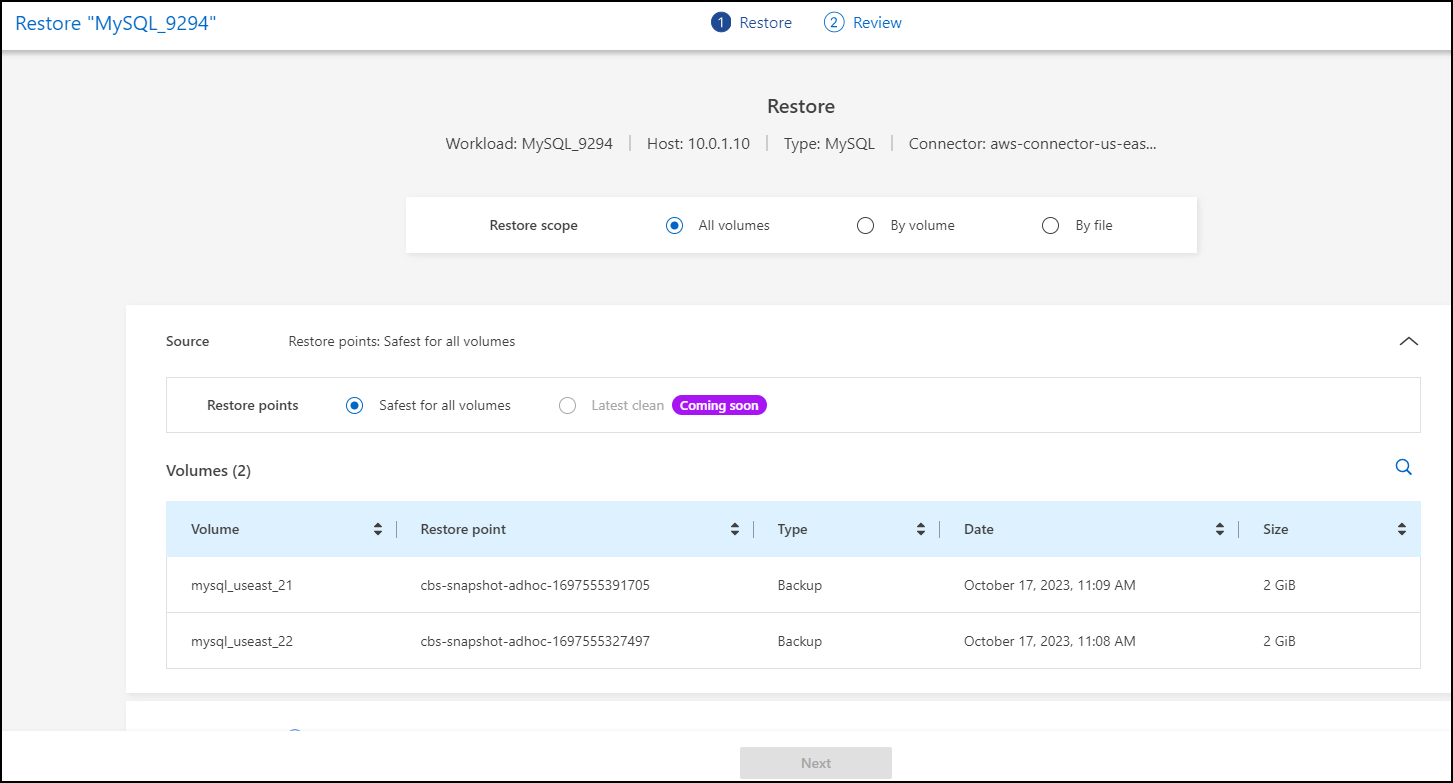 Restore "MySQL_9294"
1 Restore 2 Review
Restore
Workload: MySQL_9294 | Host: 10.0.1.10 | Type: MySQL | Connector: aws-connector-us-eas...
Restore scope All volumes By volume By file
Source Restore points: Safest for all volumes
Restore points Safest for all volumes Latest clean Coming soon
Volumes (2)
Volume Restore point Type Date Size
mysql_useast_21 cbs-snapshot-adhoc-1697555391705 Backup October 17, 2023, 11:09 AM 2 GiB
mysql_useast_22 cbs-snapshot-adhoc-1697555327497 Backup October 17, 2023, 11:08 AM 2 GiB
Next